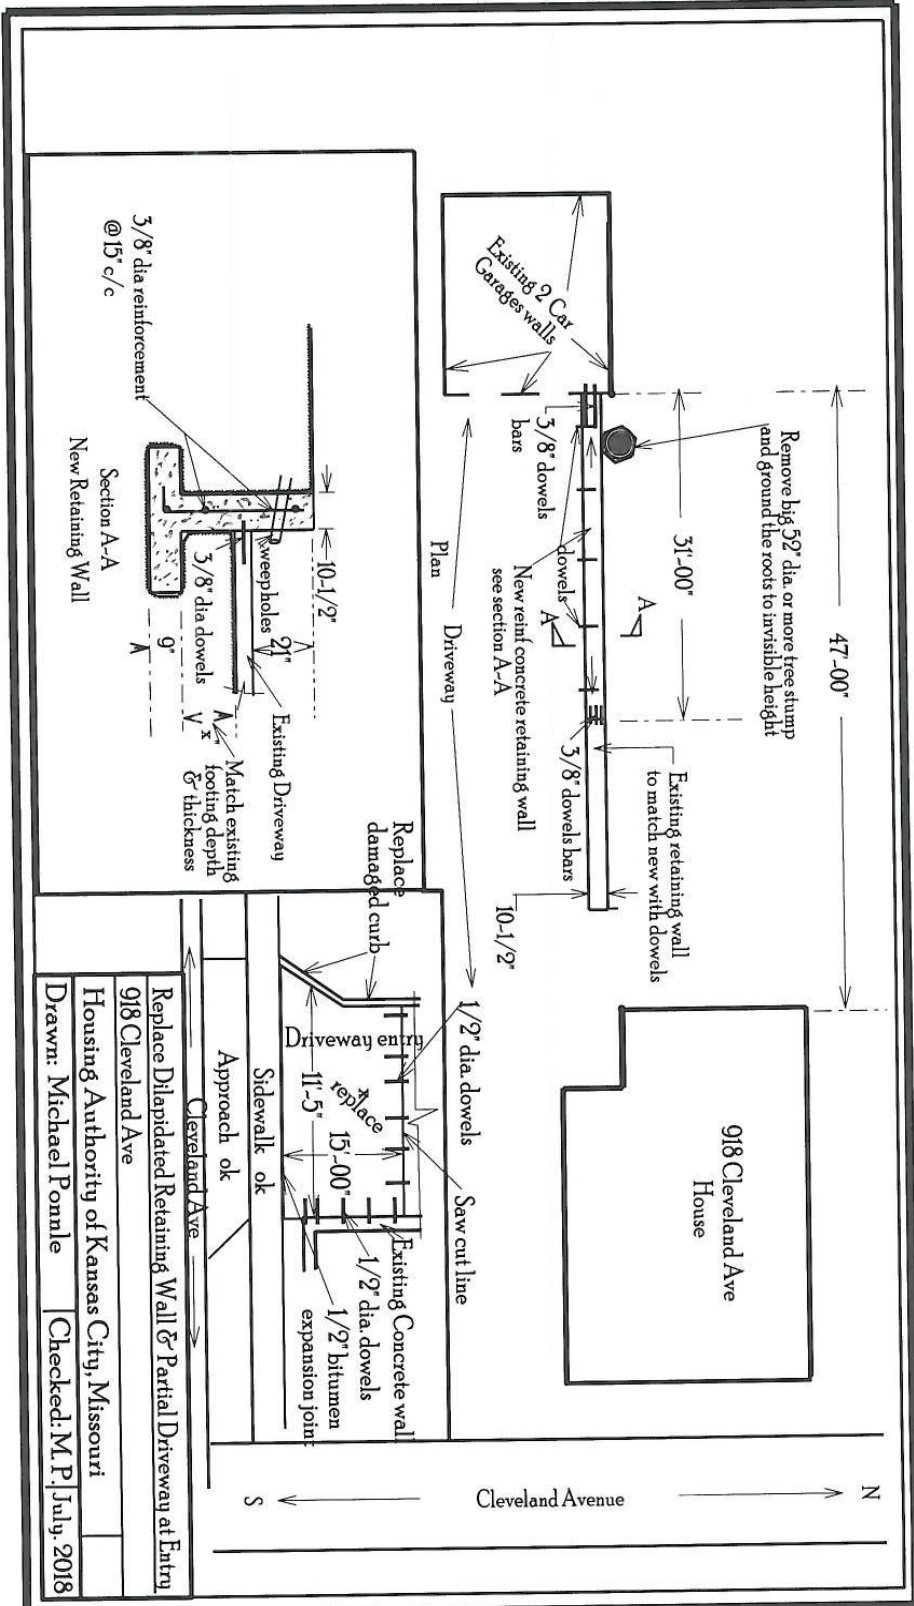 47'-00"
Remove big 52" dia. or more tree stump
and ground the roots to invisible height
31'-00"
A
A
Existing retaining wall
to match new with dowels
10-1/2"
Existing 2 Car
Garages walls
3/8" dowels
bars
dowels
New reinf concrete retaining wall
see section A-A
3/8" dowels bars
Plan
Driveway
918 Cleveland Ave
House
N
Cleveland Avenue
S
3/8" dia reinforcement
@15" c/c
10-1/2"
21"
weepholes
3/8" dia dowels
9"
x"
Existing Driveway
Match existing
footing depth
& thickness
Section A-A
New Retaining Wall
Replace
damaged curb
1/2" dia. dowels
Saw cut line
Driveway entry
replace
11'-5"
15'-00"
Existing Concrete wall
1/2" dia. dowels
1/2" bitumen
expansion joint
Sidewalk ok
Approach ok
Cleveland Ave
Replace Dilapidated Retaining Wall & Partial Driveway at Entry
918 Cleveland Ave
Housing Authority of Kansas City, Missouri
Drawn: Michael Ponnle
Checked: M.P.
July. 2018